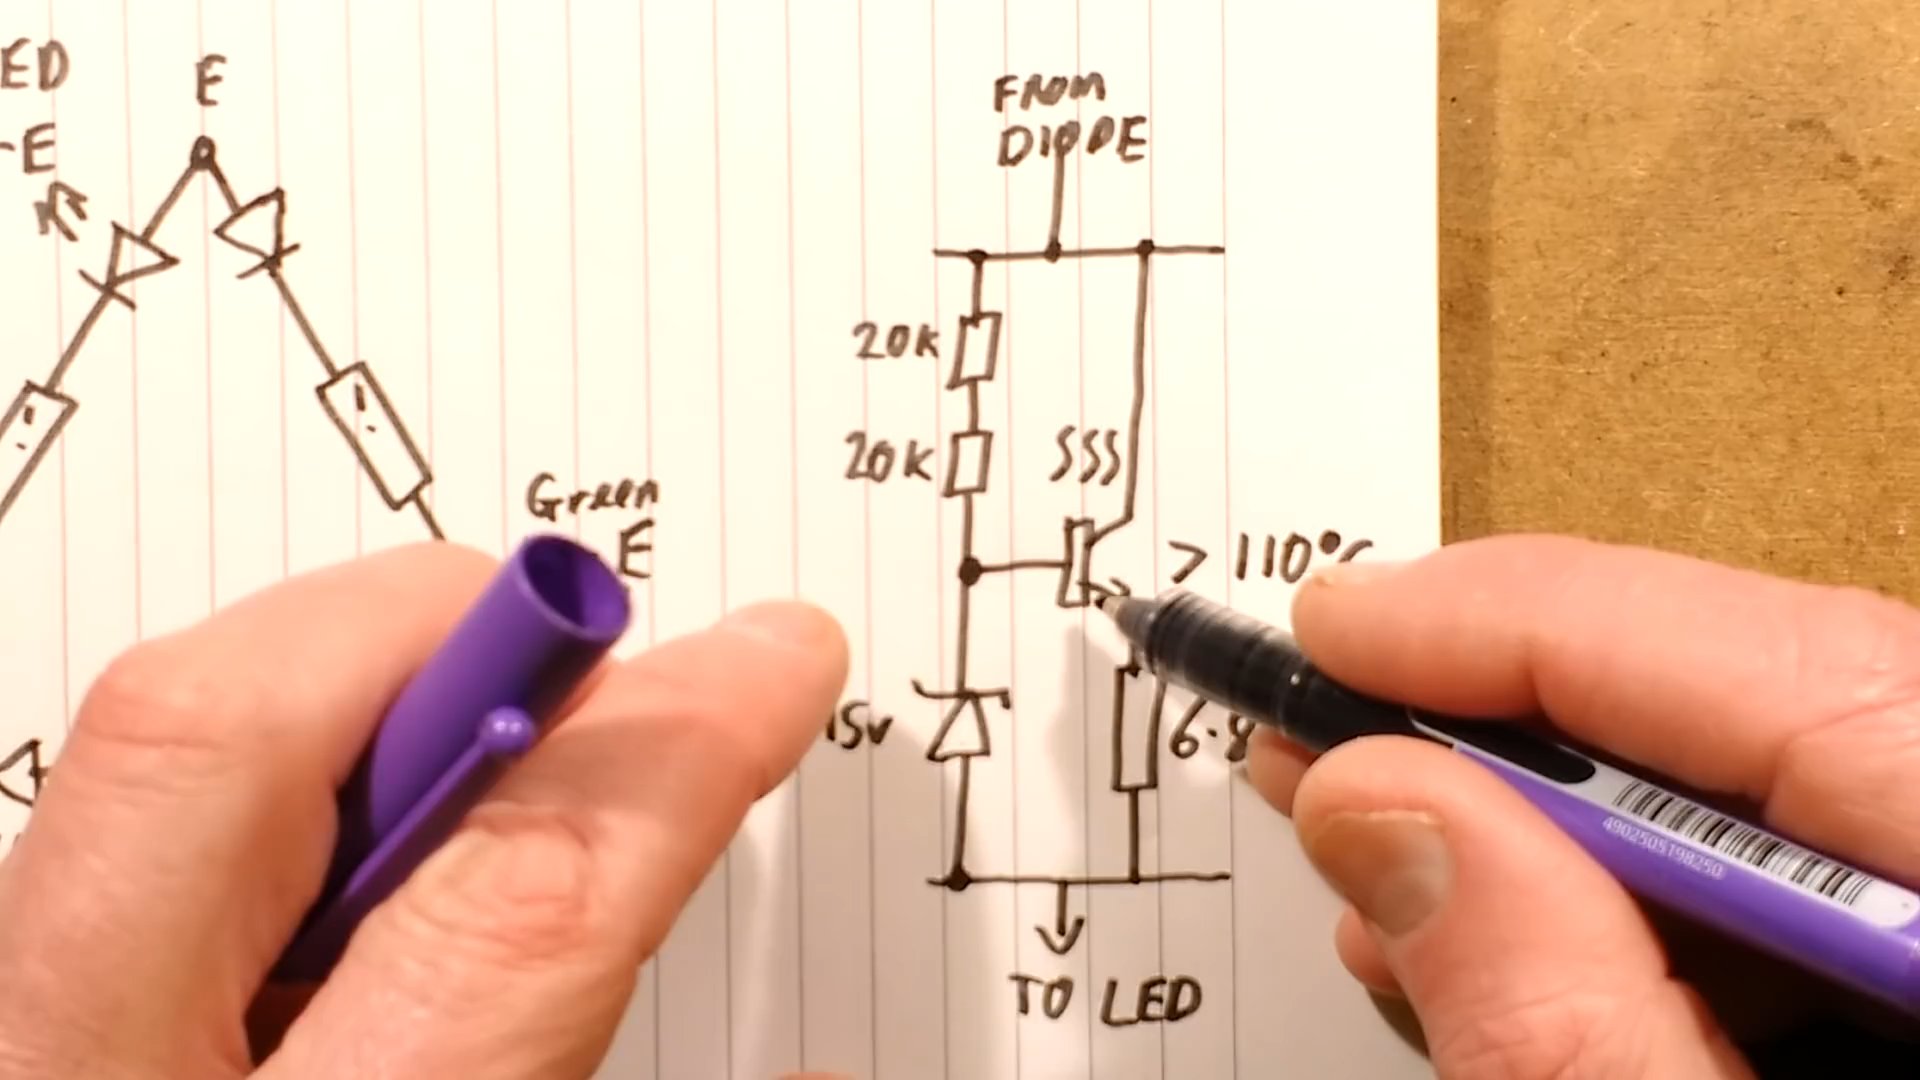 ED
-E
E
FROM
DIODE
20K
20K
SSS
Green
E
> 110°C
15v
6.8
TO LED
4902505198250